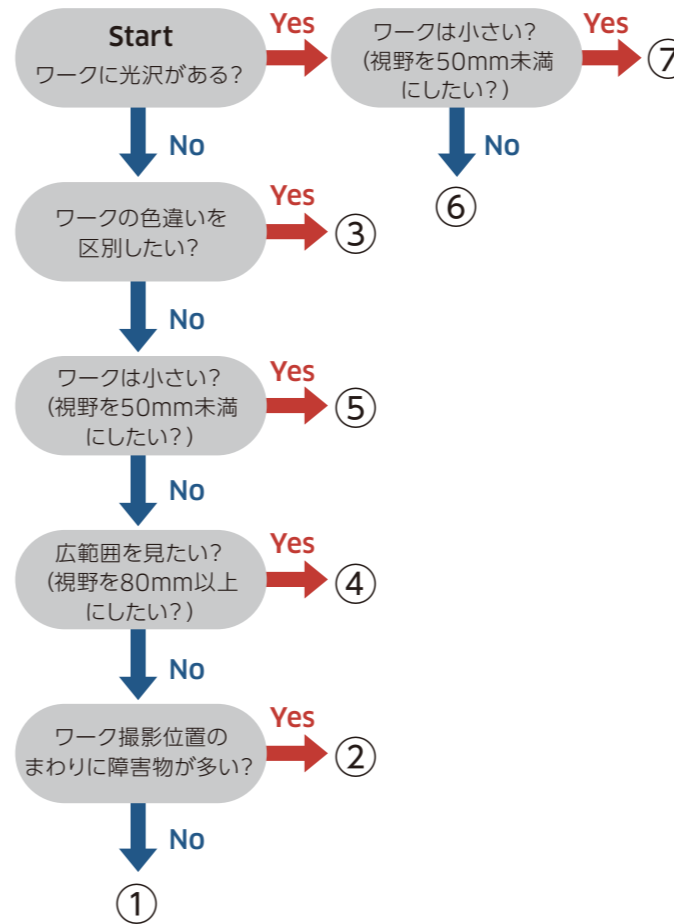 Start
ワークに光沢がある?
Yes
ワークは小さい?
(視野を50mm未満
にしたい?)
Yes
⑦
No
No
⑥
ワークの色違いを
区別したい?
Yes
③
No
ワークは小さい?
(視野を50mm未満
にしたい?)
Yes
⑤
No
広範囲を見たい?
(視野を80mm以上
にしたい?)
Yes
④
No
ワーク撮影位置の
まわりに障害物が多い?
Yes
②
No
①